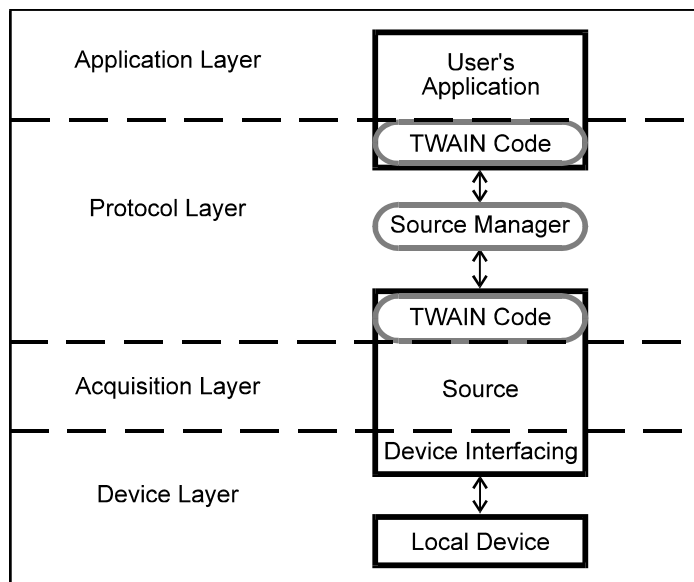 Application Layer
User's
Application
TWAIN Code
Protocol Layer
Source Manager
TWAIN Code
Acquisition Layer
Source
Device Interfacing
Device Layer
Local Device